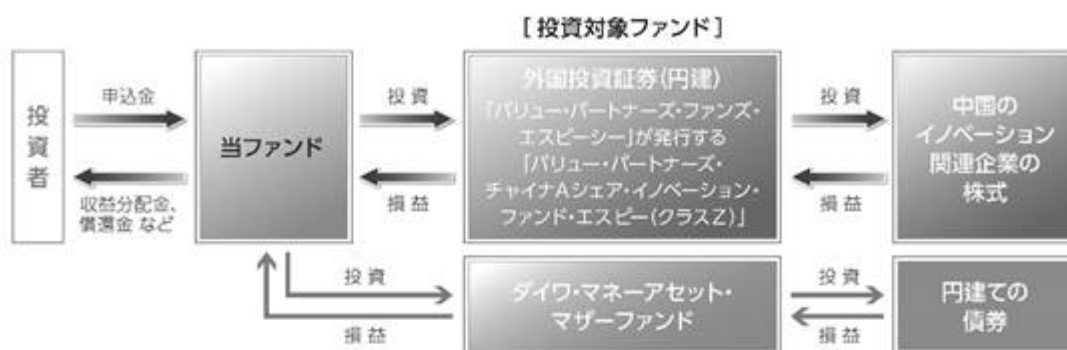 [投資対象ファンド]
投資者
申込金
収益分配金、
償還金 など
当ファンド
投資
損益
外国投資証券(円建)
「バリュー・パートナーズ・ファンズ・
エスピーシー」が発行する
「バリュー・パートナーズ・
チャイナAシェア・イノベーション・
ファンド・エスピー(クラスZ)」
投資
損益
中国の
イノベーション
関連企業の
株式
投資
損益
ダイワ・マネーアセット・
マザーファンド
投資
損益
円建ての
債券